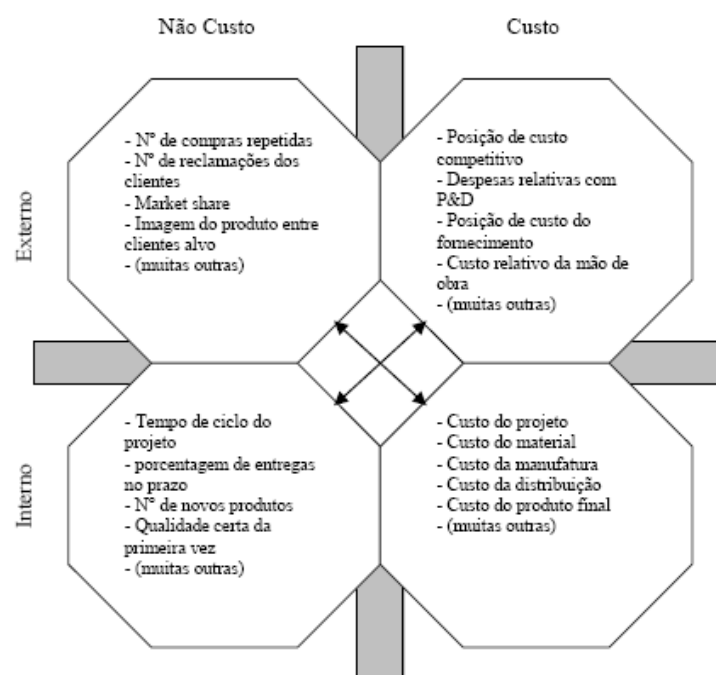 Não Custo
Custo
Externo
- Nº de compras repetidas
- Nº de reclamações dos
clientes
- Market share
- Imagem do produto entre
clientes alvo
- (muitas outras)
- Posição de custo
competitivo
- Despesas relativas com
P&D
- Posição de custo do
fornecimento
- Custo relativo da mão de
obra
- (muitas outras)
Interno
- Tempo de ciclo do
projeto
- porcentagem de entregas
no prazo
- Nº de novos produtos
- Qualidade certa da
primeira vez
- (muitas outras)
- Custo do projeto
- Custo do material
- Custo da manufatura
- Custo da distribuição
- Custo do produto final
- (muitas outras)